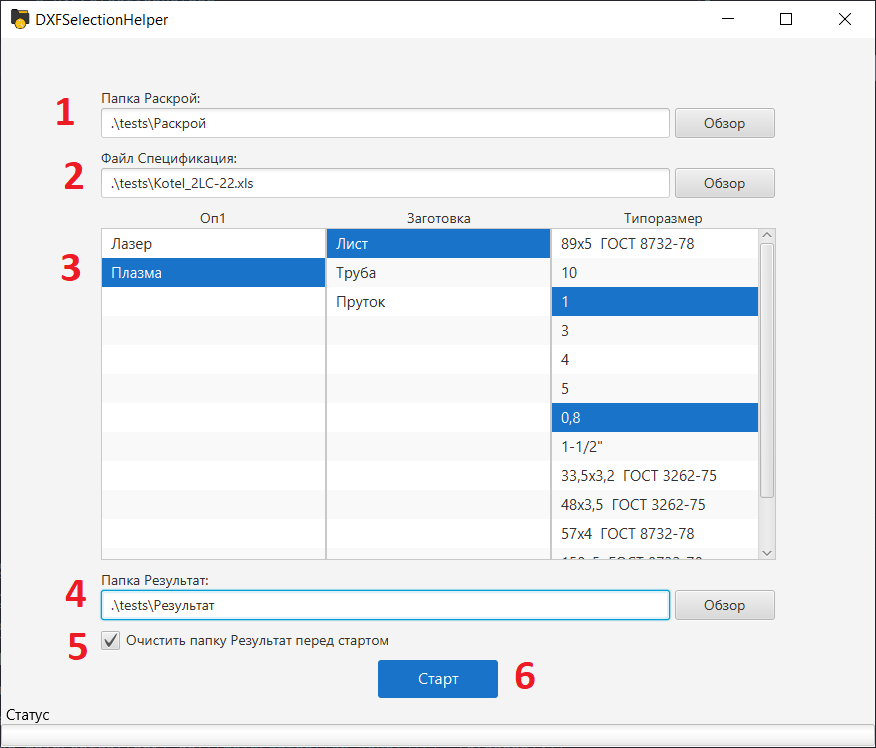 DXFSelectionHelper
1
Папка Раскрой:
.\tests\Раскрой
Обзор
2
Файл Спецификация:
.\tests\Kotel_2LC-22.xls
Обзор
3
Оп1 Заготовка Типоразмер
Лазер Лист 89x5 ГОСТ 8732-78
Плазма Труба 10
Пруток 1
3
4
5
0,8
1-1/2"
33,5x3,2 ГОСТ 3262-75
48x3,5 ГОСТ 3262-75
57x4 ГОСТ 8732-78
4
Папка Результат:
.\tests\Результат
Обзор
5
Очистить папку Результат перед стартом
Старт
6
Статус